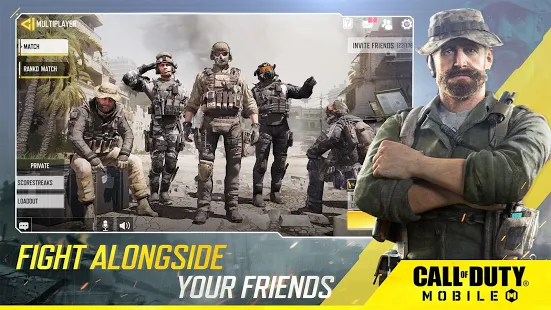 MULTIPLAYER
MATCH
RANKED MATCH
INVITE FRIENDS
PRIVATE
SCORESTREAKS
LOADOUT
FIGHT ALONGSIDE
YOUR FRIENDS
CALL OF DUTY®
MOBILE